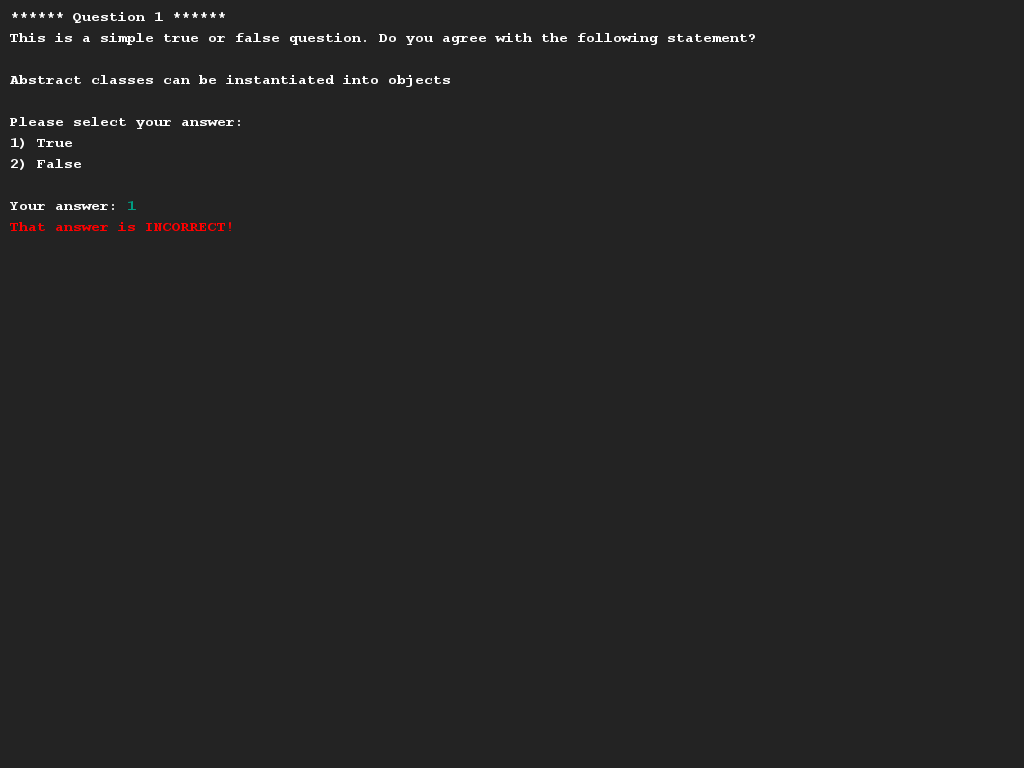 ****** Question 1 ******
This is a simple true or false question. Do you agree with the following statement?
Abstract classes can be instantiated into objects
Please select your answer:
1) True
2) False
Your answer: 1
That answer is INCORRECT!